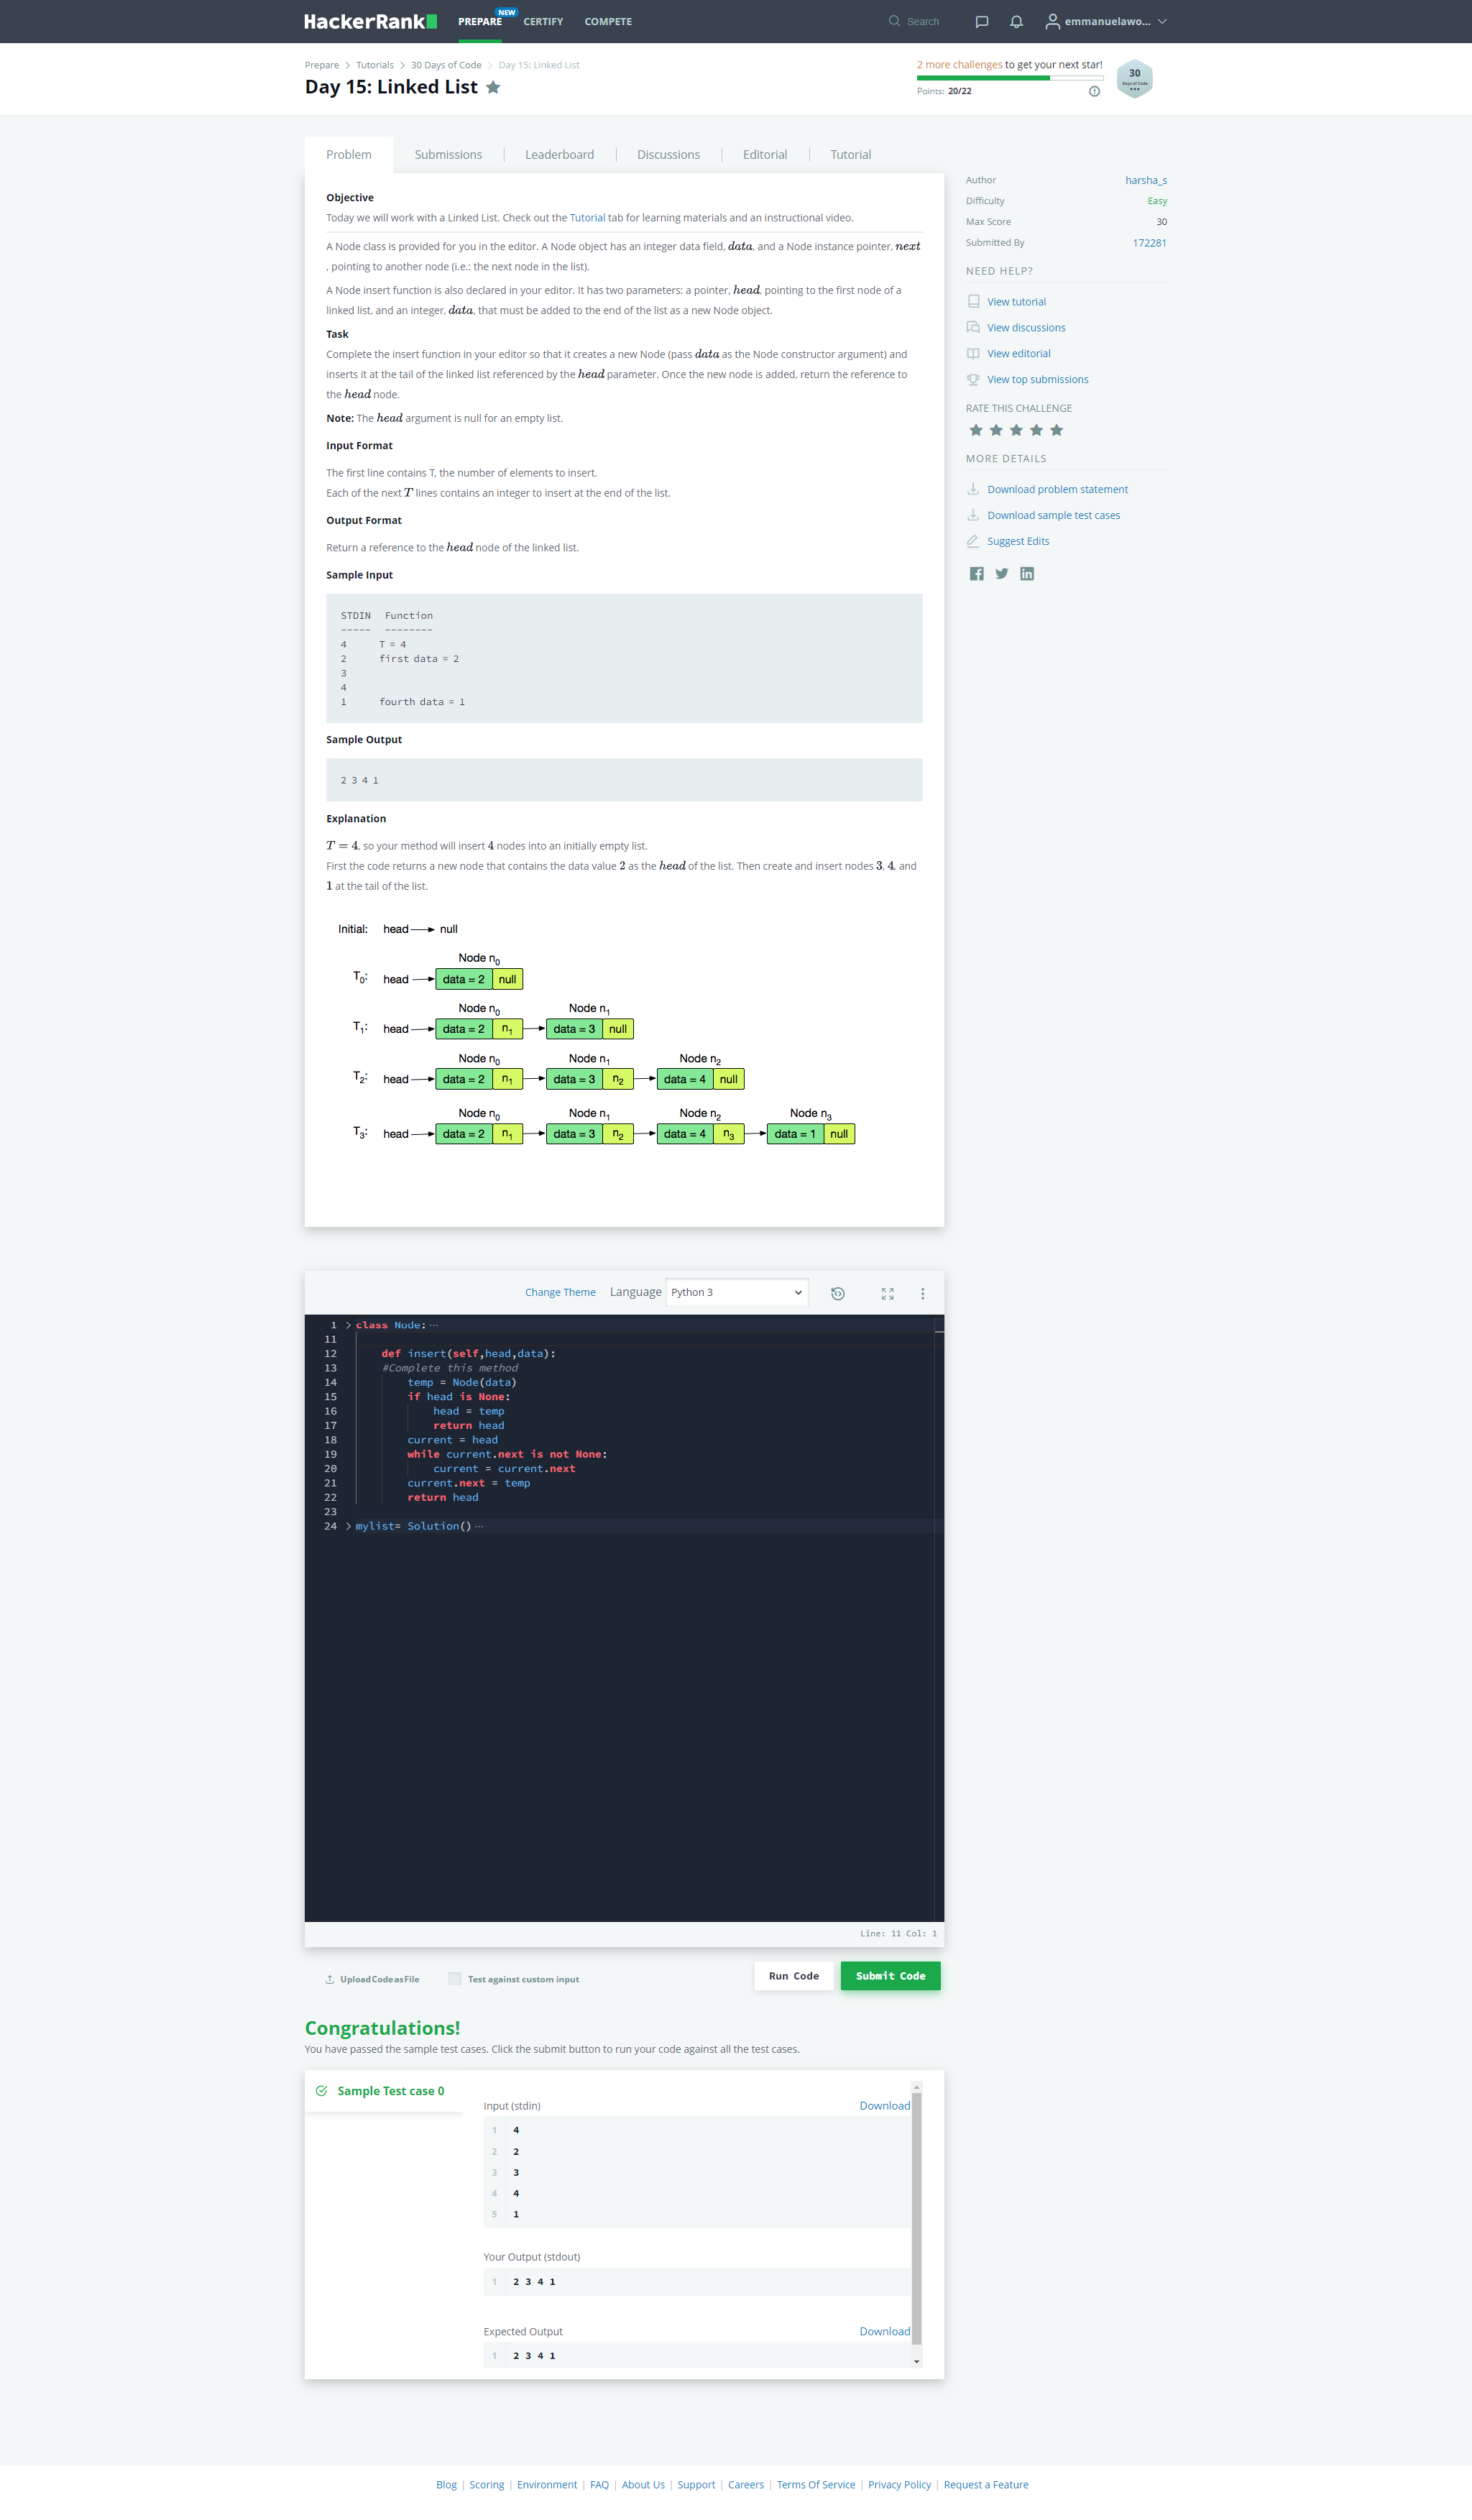 HackerRank
PREPARE
NEW
CERTIFY
COMPETE
Search
emmanuelawo...
Prepare > Tutorials > 30 Days of Code > Day 15: Linked List
Day 15: Linked List
2 more challenges to get your next star!
Points: 20/22
30
Days of Code
Problem
Submissions
Leaderboard
Discussions
Editorial
Tutorial
Objective
Today we will work with a Linked List. Check out the Tutorial tab for learning materials and an instructional video.
A Node class is provided for you in the editor. A Node object has an integer data field, data, and a Node instance pointer, next
, pointing to another node (i.e.: the next node in the list).
A Node insert function is also declared in your editor. It has two parameters: a pointer, head, pointing to the first node of a
linked list, and an integer, data, that must be added to the end of the list as a new Node object.
Task
Complete the insert function in your editor so that it creates a new Node (pass data as the Node constructor argument) and
inserts it at the tail of the linked list referenced by the head parameter. Once the new node is added, return the reference to
the head node.
Note: The head argument is null for an empty list.
Input Format
The first line contains T, the number of elements to insert.
Each of the next T lines contains an integer to insert at the end of the list.
Output Format
Return a reference to the head node of the linked list.
Sample Input
STDIN Function
----- --------
4 T = 4
2 first data = 2
3
4
1 fourth data = 1
Sample Output
2 3 4 1
Explanation
T = 4, so your method will insert 4 nodes into an initially empty list.
First the code returns a new node that contains the data value 2 as the head of the list. Then create and insert nodes 3, 4, and
1 at the tail of the list.
Initial: head null
Node n0
T0: head data = 2 null
Node n0 Node n1
T1: head data = 2 n1 data = 3 null
Node n0 Node n1 Node n2
T2: head data = 2 n1 data = 3 n2 data = 4 null
Node n0 Node n1 Node n2 Node n3
T3: head data = 2 n1 data = 3 n2 data = 4 n3 data = 1 null
Author harsha_s
Difficulty Easy
Max Score 30
Submitted By 172281
NEED HELP?
View tutorial
View discussions
View editorial
View top submissions
RATE THIS CHALLENGE
MORE DETAILS
Download problem statement
Download sample test cases
Suggest Edits
Change Theme Language Python 3
1 class Node: ...
11
12 def insert(self,head,data):
13 #Complete this method
14 temp = Node(data)
15 if head is None:
16 head = temp
17 return head
18 current = head
19 while current.next is not None:
20 current = current.next
21 current.next = temp
22 return head
23
24 mylist= Solution() ...
Line: 11 Col: 1
Upload Code as File
Test against custom input
Run Code
Submit Code
Congratulations!
You have passed the sample test cases. Click the submit button to run your code against all the test cases.
Sample Test case 0
Input (stdin) Download
1 4
2 2
3 3
4 4
5 1
Your Output (stdout)
1 2 3 4 1
Expected Output Download
1 2 3 4 1
Blog | Scoring | Environment | FAQ | About Us | Support | Careers | Terms Of Service | Privacy Policy | Request a Feature